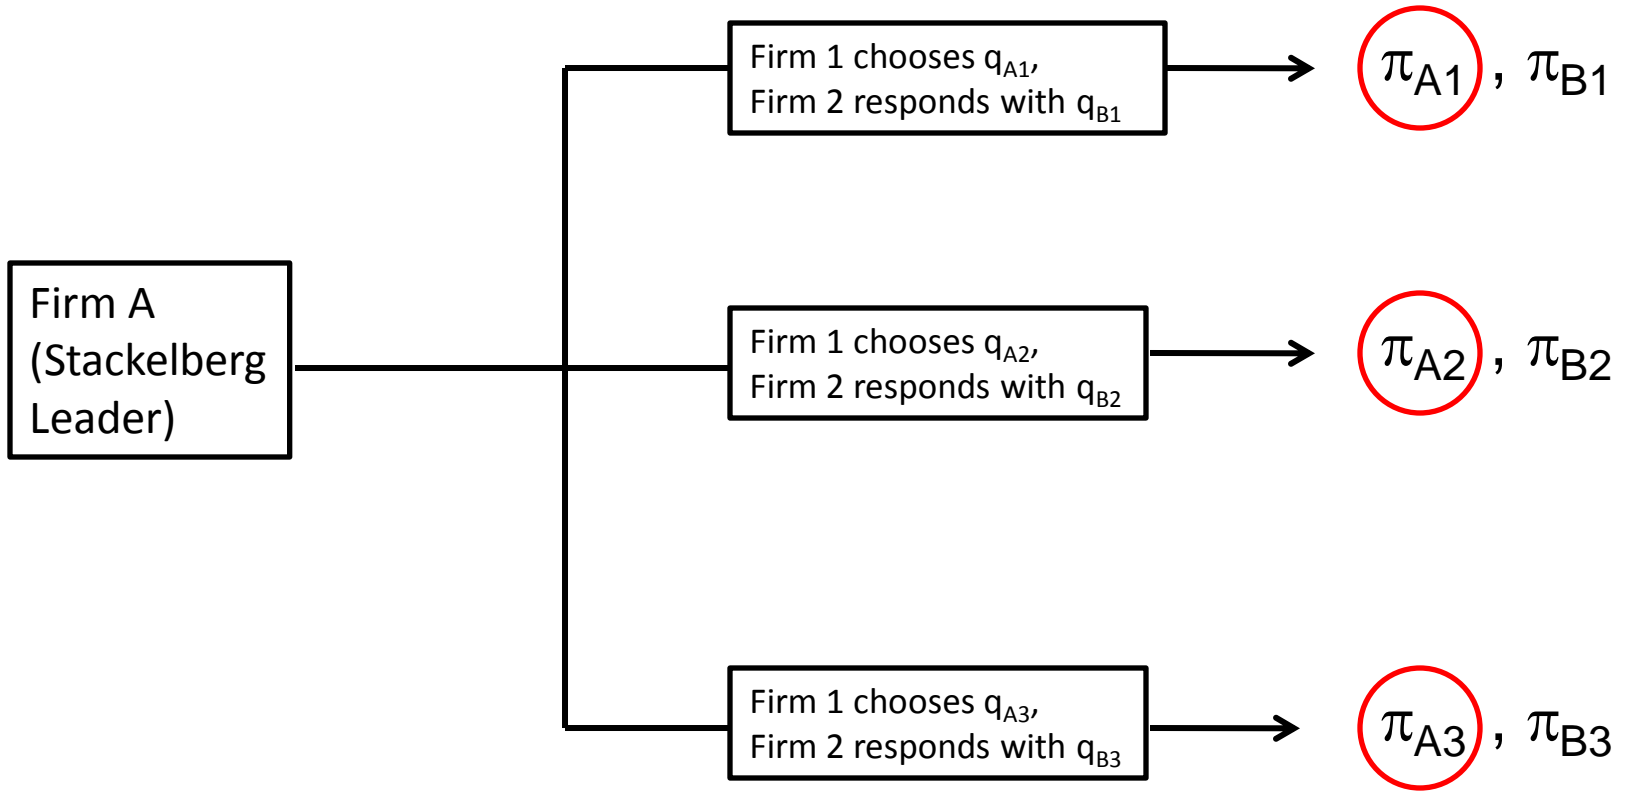 Firm 1 chooses qA1,
Firm 2 responds with qB1
πA1 , πB1
Firm A
(Stackelberg
Leader)
Firm 1 chooses qA2,
Firm 2 responds with qB2
πA2 , πB2
Firm 1 chooses qA3,
Firm 2 responds with qB3
πA3 , πB3